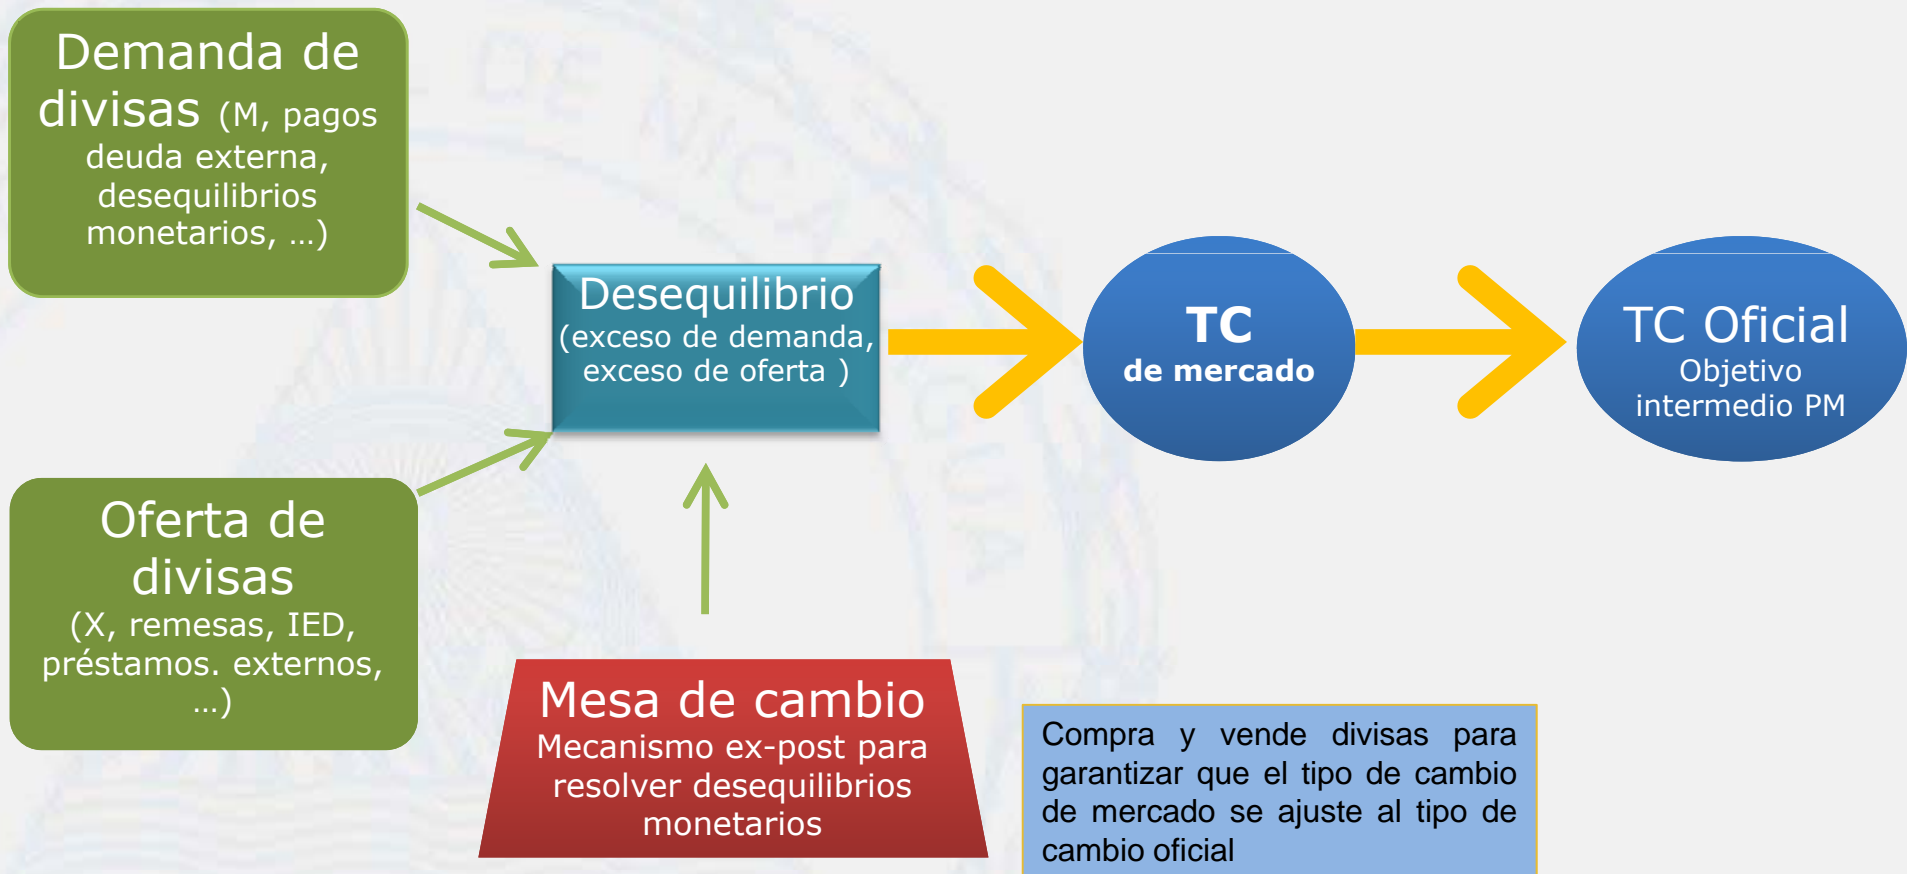 Demanda de
divisas (M, pagos
deuda externa,
desequilibrios
monetarios, …)
Desequilibrio
(exceso de demanda,
exceso de oferta )
TC
de mercado
TC Oficial
Objetivo
intermedio PM
Oferta de
divisas
(X, remesas, IED,
préstamos. externos,
…)
Mesa de cambio
Mecanismo ex-post para
resolver desequilibrios
monetarios
Compra y vende divisas para
garantizar que el tipo de cambio
de mercado se ajuste al tipo de
cambio oficial